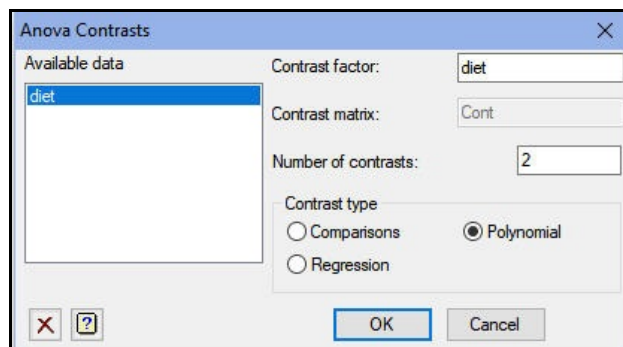 Anova Contrasts
Available data
diet
Contrast factor:
diet
Contrast matrix:
Cont
Number of contrasts:
2
Contrast type
Comparisons
Polynomial
Regression
OK
Cancel